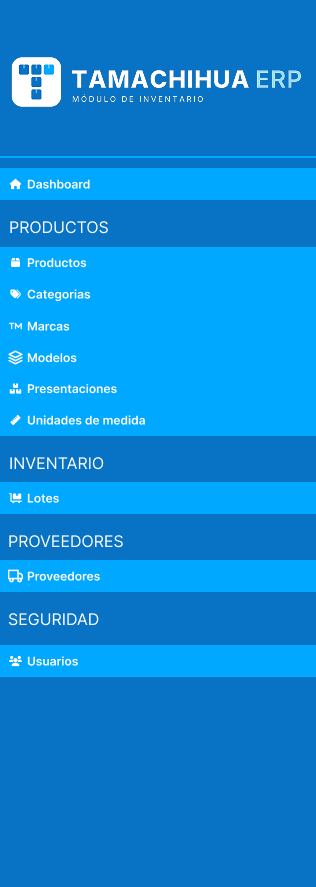 TAMACHIHUA ERP
MÓDULO DE INVENTARIO
Dashboard
PRODUCTOS
Productos
Categorias
TM Marcas
Modelos
Presentaciones
Unidades de medida
INVENTARIO
Lotes
PROVEEDORES
Proveedores
SEGURIDAD
Usuarios